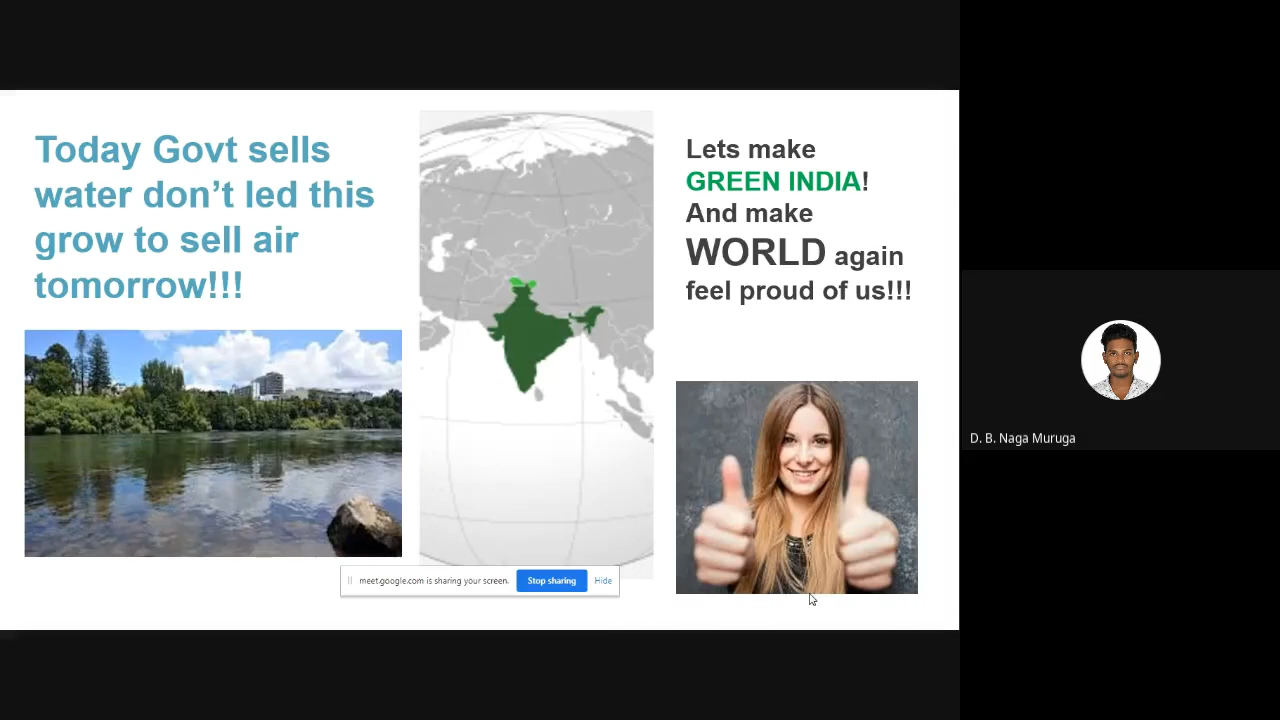 Today Govt sells
water don’t led this
grow to sell air
tomorrow!!!
Lets make
GREEN INDIA!
And make
WORLD again
feel proud of us!!!
meet.google.com is sharing your screen.
Stop sharing
Hide
D. B. Naga Muruga